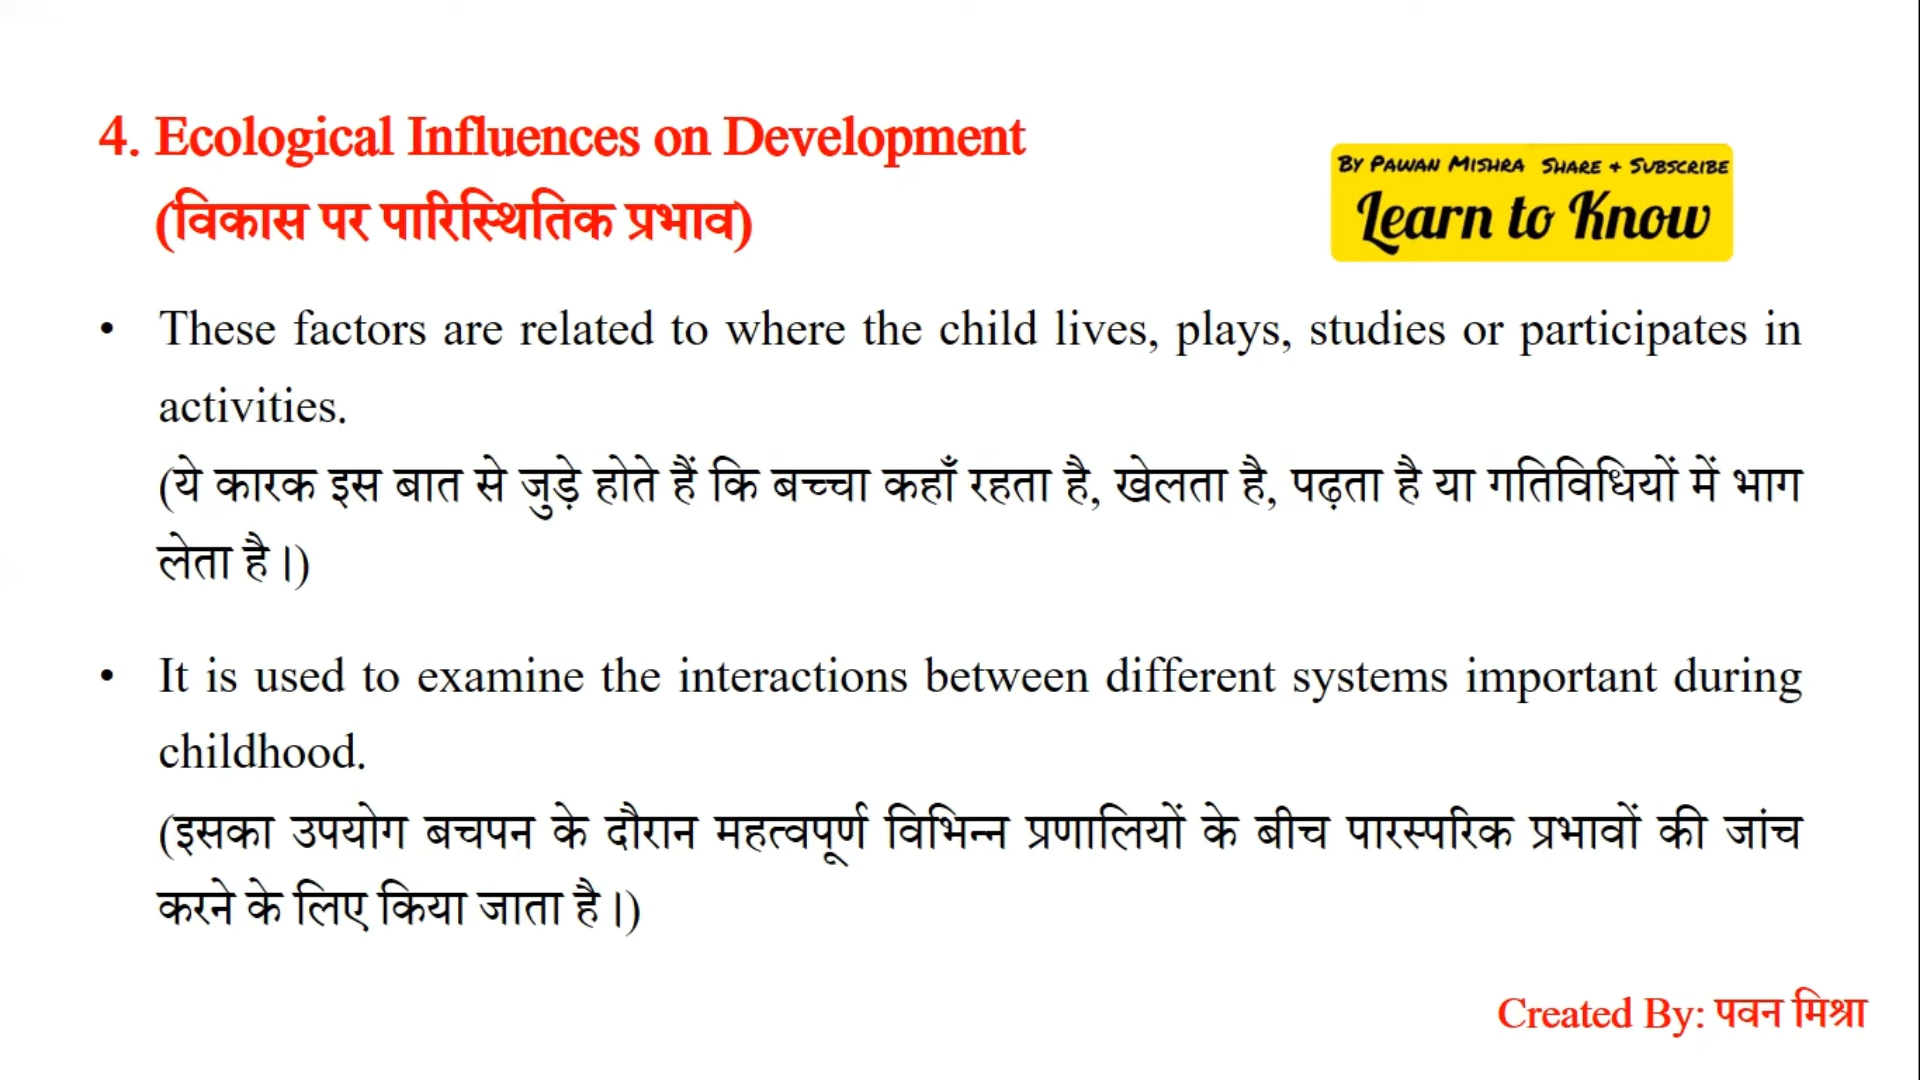 4. Ecological Influences on Development
(विकास पर पारिस्थितिक प्रभाव)
By Pawan Mishra Share + Subscribe
Learn to Know
• These factors are related to where the child lives, plays, studies or participates in
activities.
(ये कारक इस बात से जुड़े होते हैं कि बच्चा कहाँ रहता है, खेलता है, पढ़ता है या गतिविधियों में भाग
लेता है।)
• It is used to examine the interactions between different systems important during
childhood.
(इसका उपयोग बचपन के दौरान महत्वपूर्ण विभिन्न प्रणालियों के बीच पारस्परिक प्रभावों की जांच
करने के लिए किया जाता है।)
Created By: पवन मिश्रा